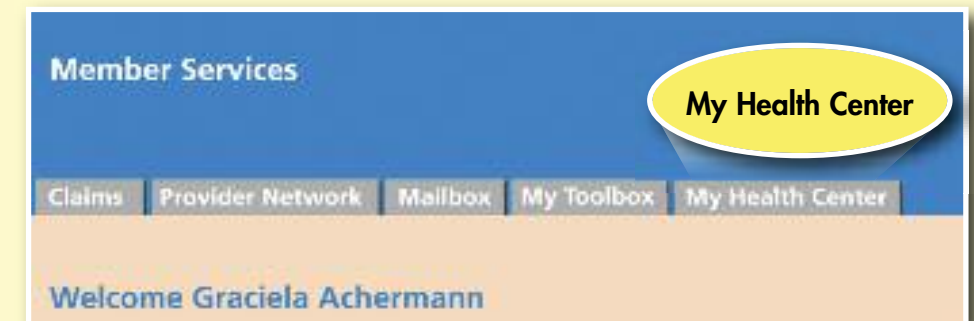 Member Services
My Health Center
Claims Provider Network Mailbox My Toolbox My Health Center
Welcome Graciela Achermann